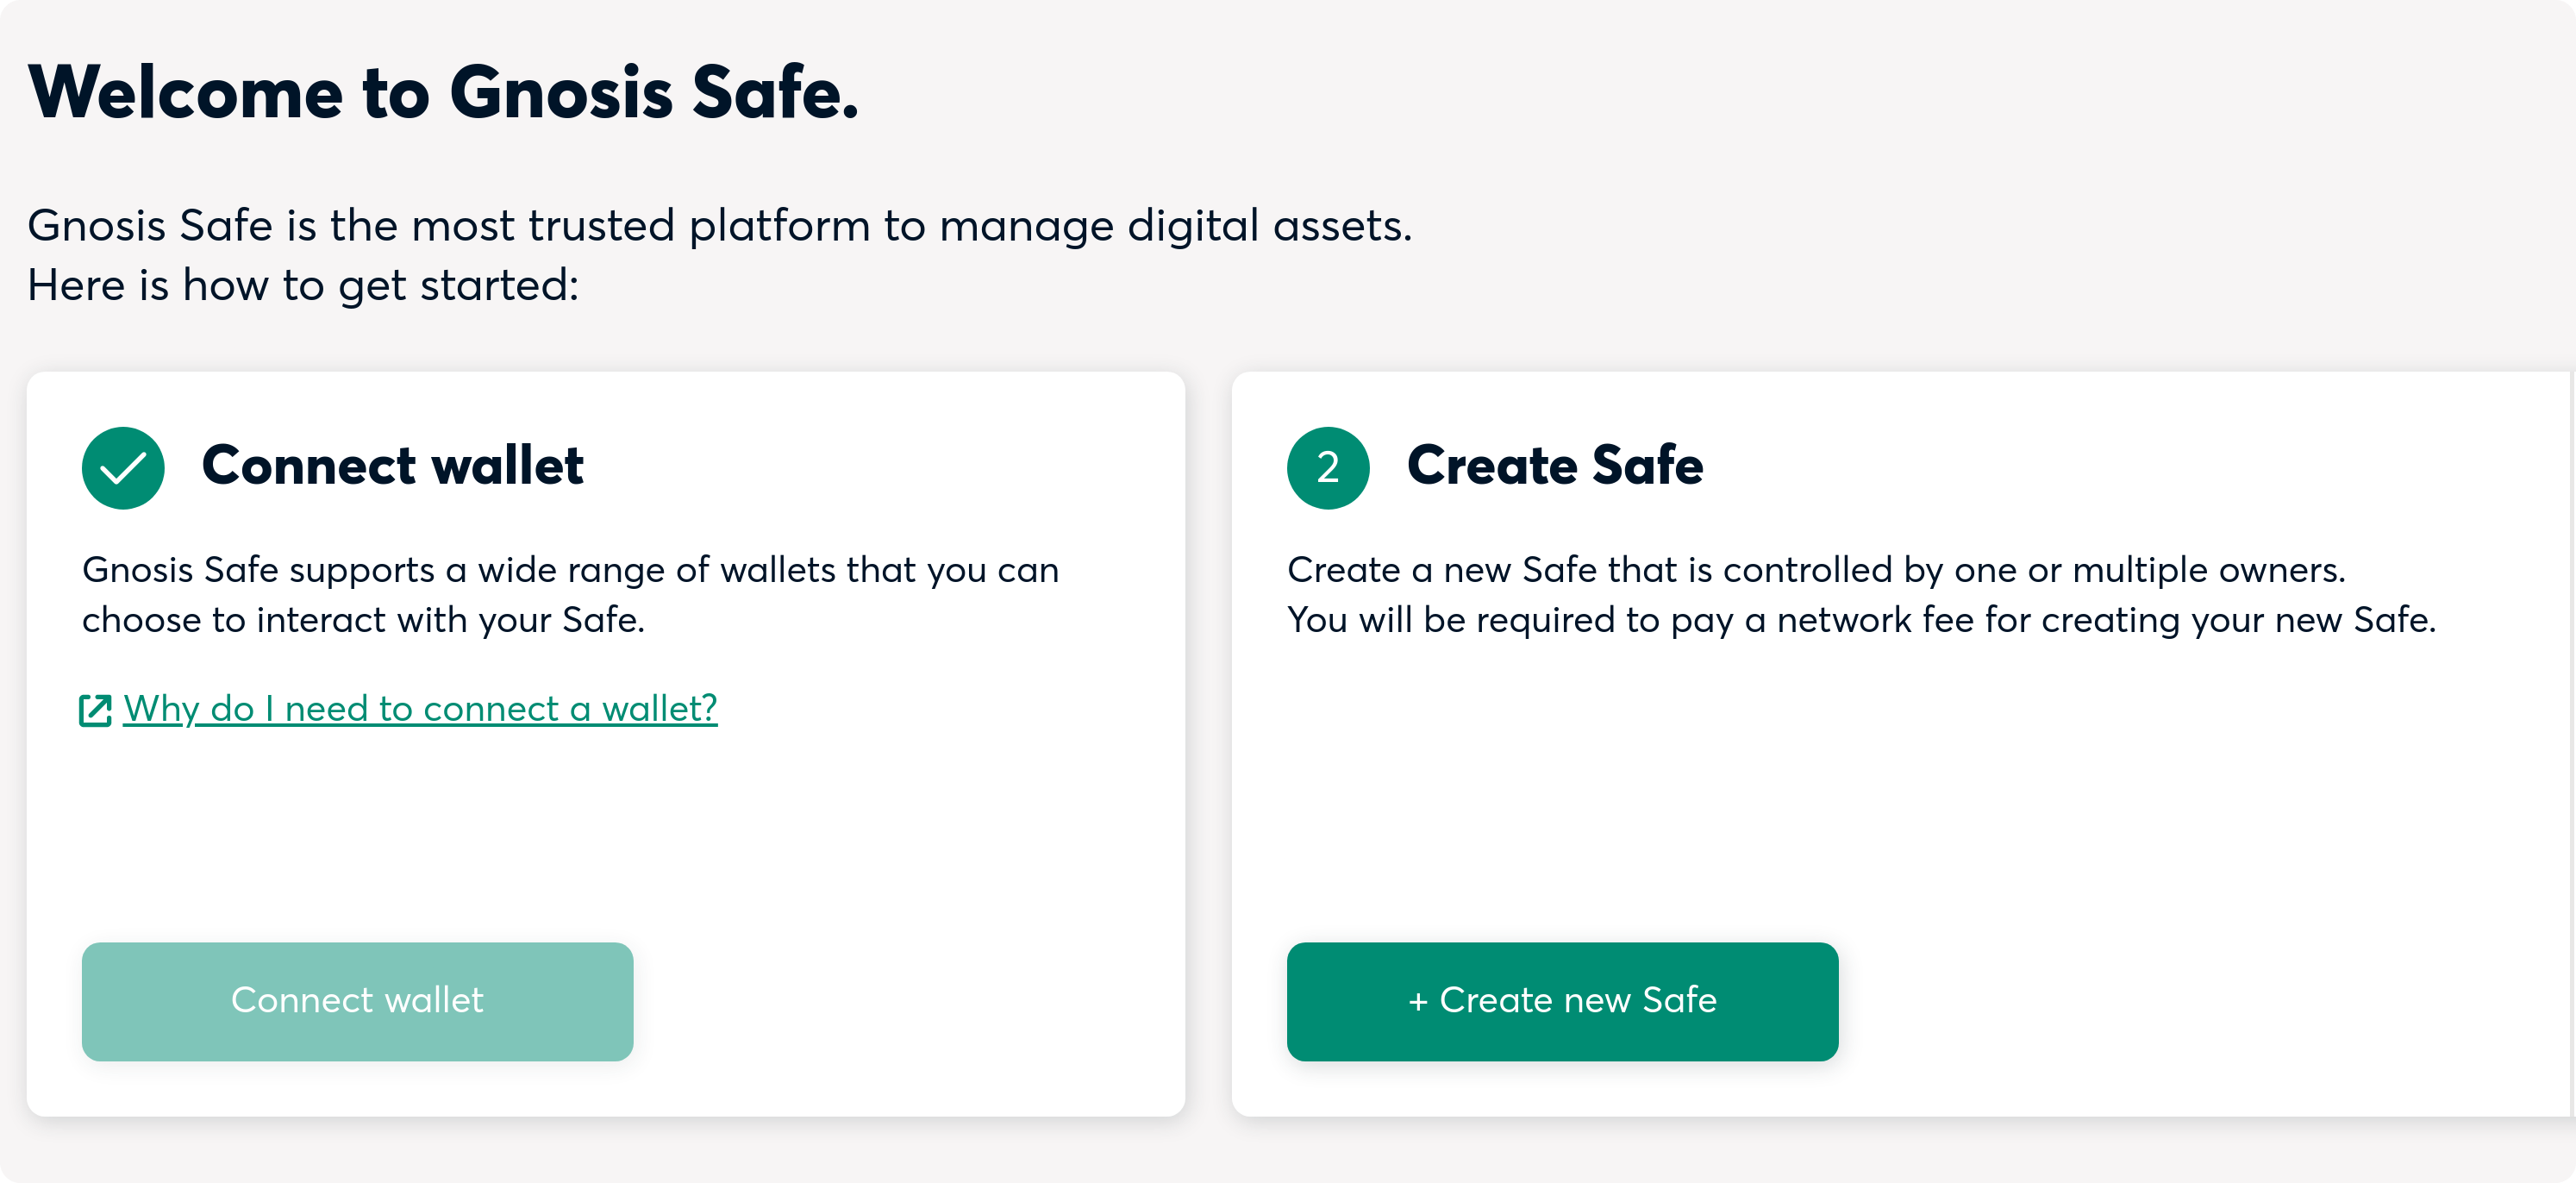 Welcome to Gnosis Safe.
Gnosis Safe is the most trusted platform to manage digital assets.
Here is how to get started:
Connect wallet
Gnosis Safe supports a wide range of wallets that you can
choose to interact with your Safe.
Why do I need to connect a wallet?
Connect wallet
2 Create Safe
Create a new Safe that is controlled by one or multiple owners.
You will be required to pay a network fee for creating your new Safe.
+ Create new Safe